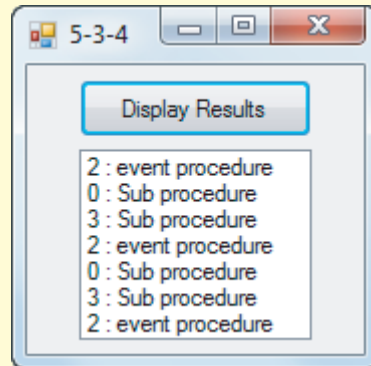 5-3-4
Display Results
2 : event procedure
0 : Sub procedure
3 : Sub procedure
2 : event procedure
0 : Sub procedure
3 : Sub procedure
2 : event procedure